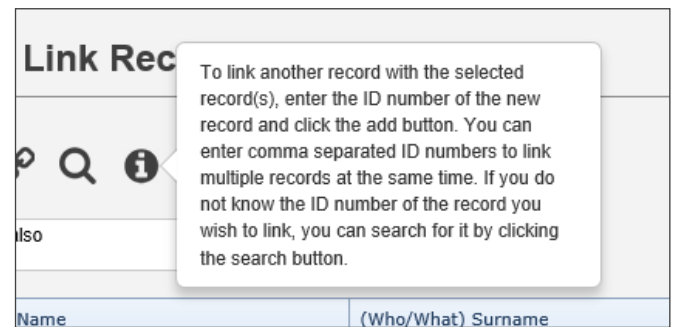 Link Rec
To link another record with the selected
record(s), enter the ID number of the new
record and click the add button. You can
enter comma separated ID numbers to link
multiple records at the same time. If you do
not know the ID number of the record you
wish to link, you can search for it by clicking
the search button.
also
Name
(Who/What) Surname